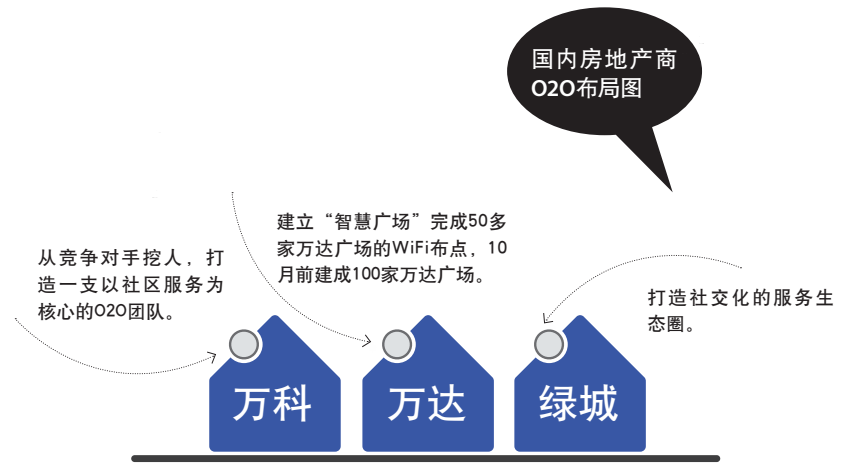 国内房地产商
O2O布局图
从竞争对手挖人，打
造一支以社区服务为
核心的O2O团队。
建立“智慧广场”完成50多
家万达广场的WiFi布点，10
月前建成100家万达广场。
打造社交化的服务生
态圈。
万科
万达
绿城